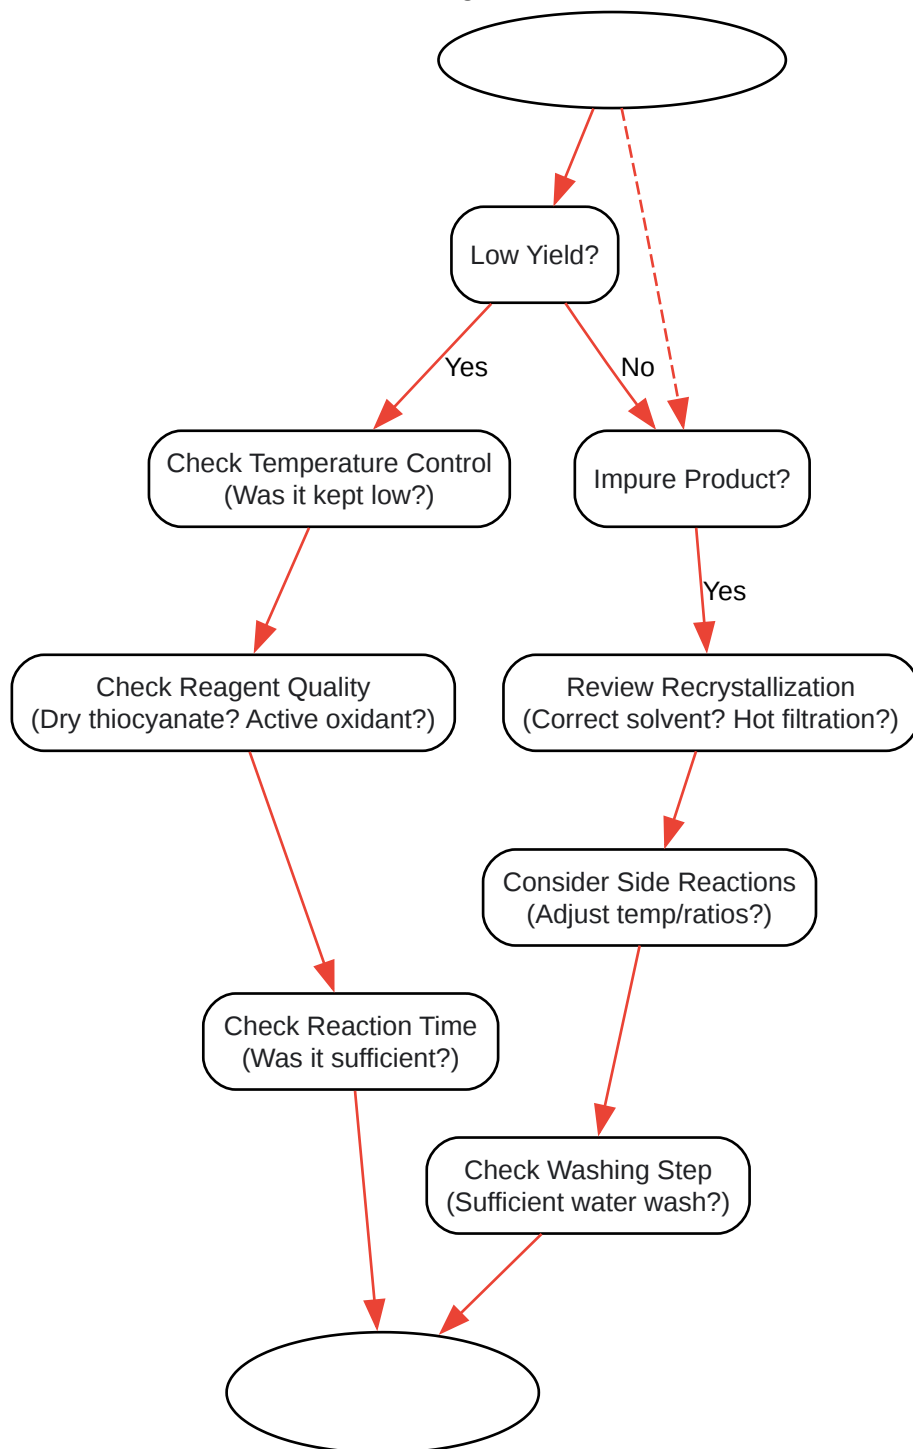 Low Yield?
Yes
No
Check Temperature Control
(Was it kept low?)
Impure Product?
Yes
Check Reagent Quality
(Dry thiocyanate? Active oxidant?)
Review Recrystallization
(Correct solvent? Hot filtration?)
Consider Side Reactions
(Adjust temp/ratios?)
Check Reaction Time
(Was it sufficient?)
Check Washing Step
(Sufficient water wash?)